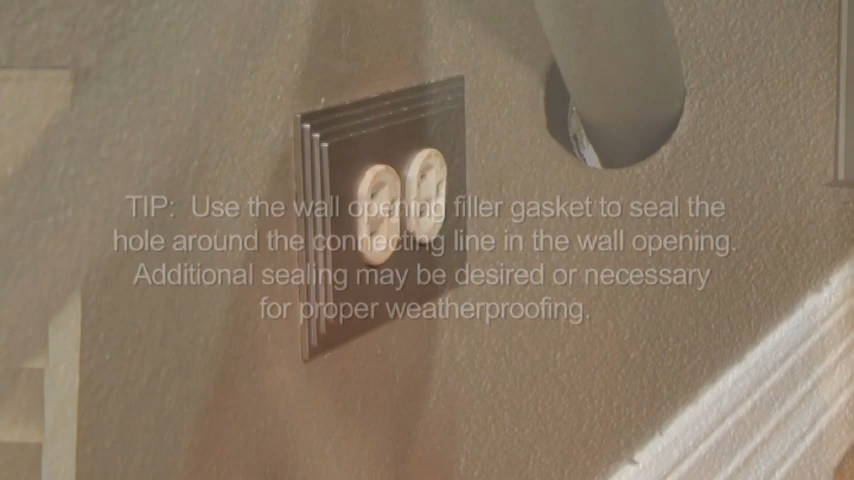 TIP:  Use the wall opening filler gasket to seal the
hole around the connecting line in the wall opening.
Additional sealing may be desired or necessary
for proper weatherproofing.